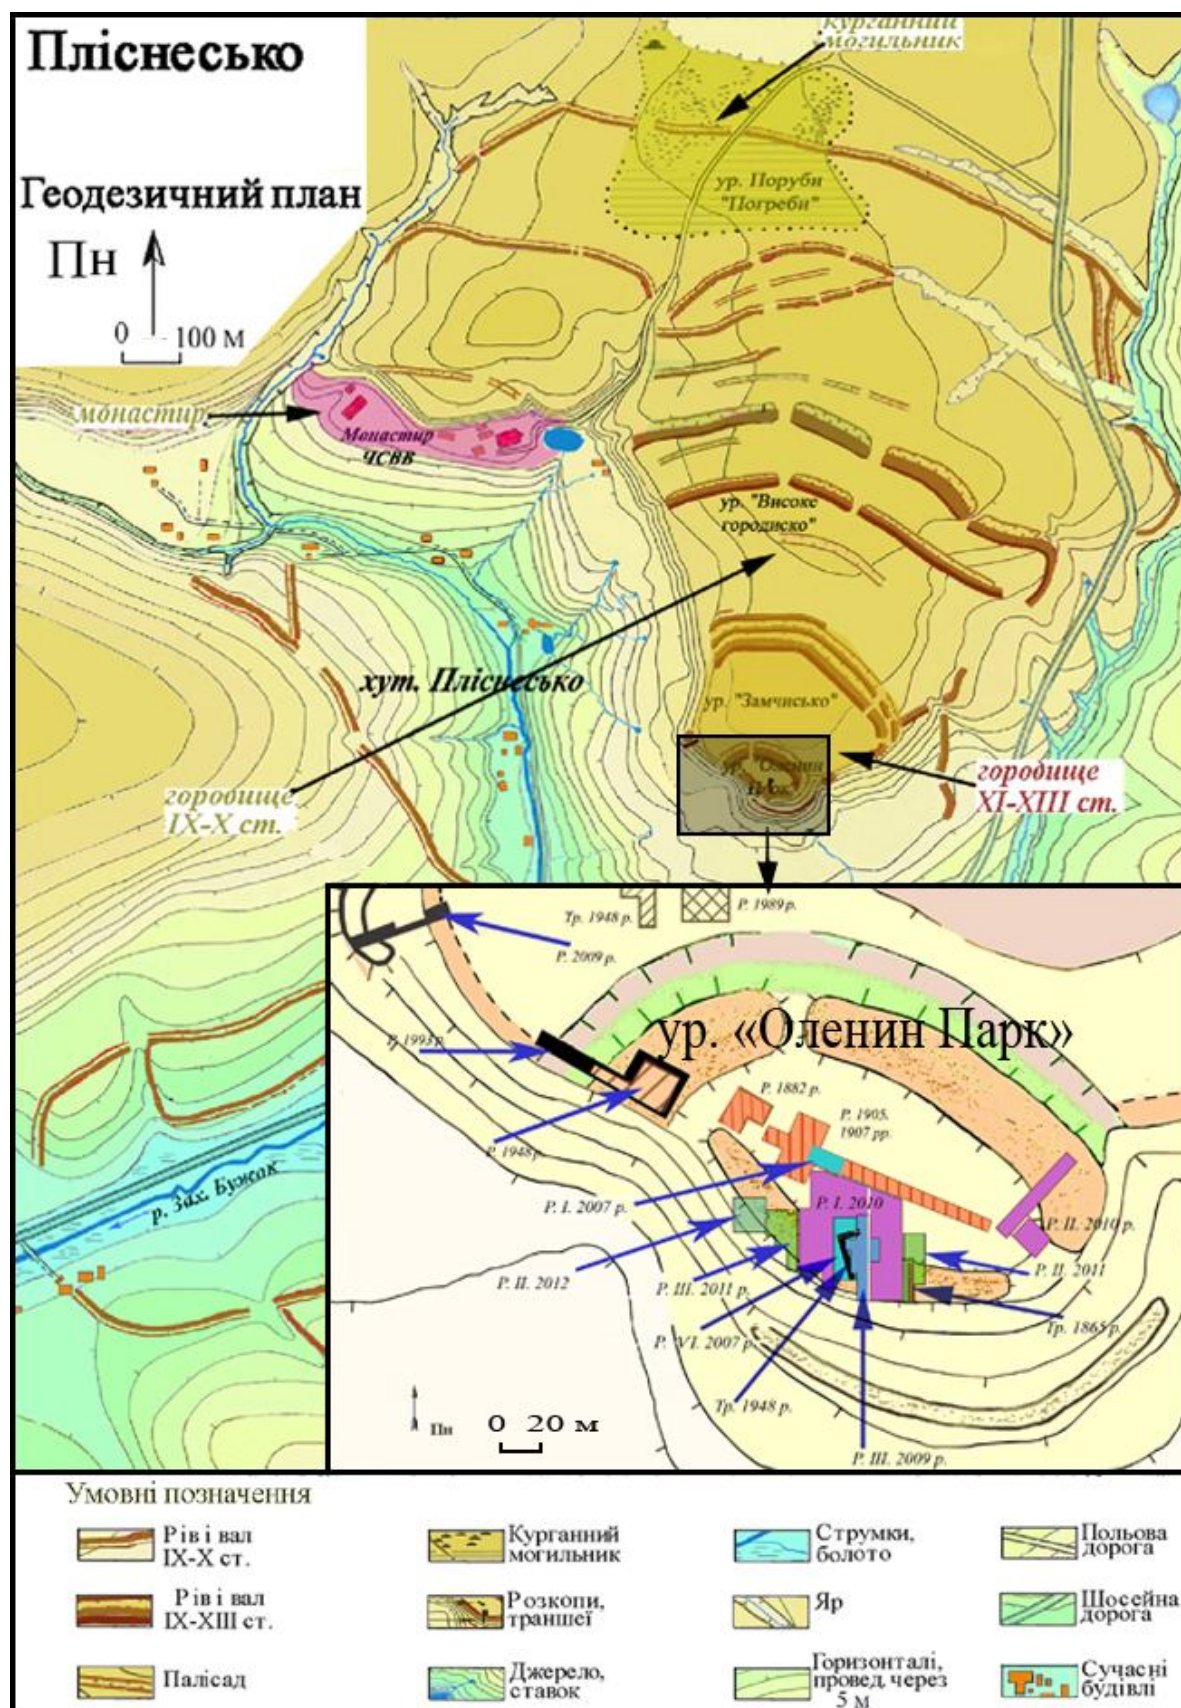 Пліснесько
Геодезичний план
Пн
0 100 М
курганний
могильник
ур. Поруби
"Погреби"
монастир
Монастир
ЧСВВ
ур. "Високе
городиско"
хут. Пліснесько
ур. "Замчисько"
городище
IX-X ст.
городище
XI-XIII ст.
ур. "Оленин
р. Зах. Бужок
Тр. 1948 р.
Р. 1989 р.
Р. 2009 р.
ур. «Оленин Парк»
Р. 1993 р.
Р. 1882 р.
Р. 1905,
1907 рр.
Р. 1948 р.
Р. І. 2007 р.
Р. І. 2010
Р. ІІ. 2010 р.
Р. ІІ. 2012
Р. ІІІ. 2011 р.
Р. ІІ. 2011
Р. VI. 2007 р.
Тр. 1865 р.
Тр. 1948 р.
Р. ІІІ. 2009 р.
Пн
0 20 м
Умовні позначення
Рів і вал
IX-X ст.
Курганний
могильник
Струмки,
болото
Польова
дорога
Рів і вал
IX-XIII ст.
Розкопи,
траншеї
Яр
Шосейна
дорога
Палісад
Джерело,
ставок
Горизонталі,
провед. через
5 м
Сучасні
будівлі